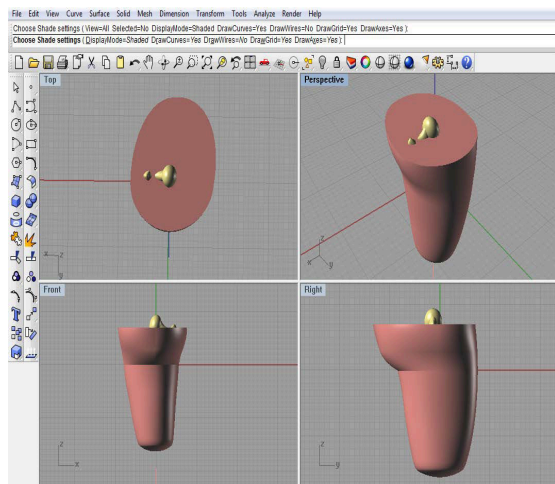 File Edit View Curve Surface Solid Mesh Dimension Transform Tools Analyze Render Help
Choose Shade settings ( View=All Selected=No DisplayMode=Shaded DrawCurves=Yes DrawWires=No DrawGrid=Yes DrawAxes=Yes ):
Choose Shade settings ( DisplayMode=Shaded DrawCurves=Yes DrawWires=No DrawGrid=Yes DrawAxes=Yes ):
Top
Perspective
x z
y
z
x y
Front
Right
z
x
z
y